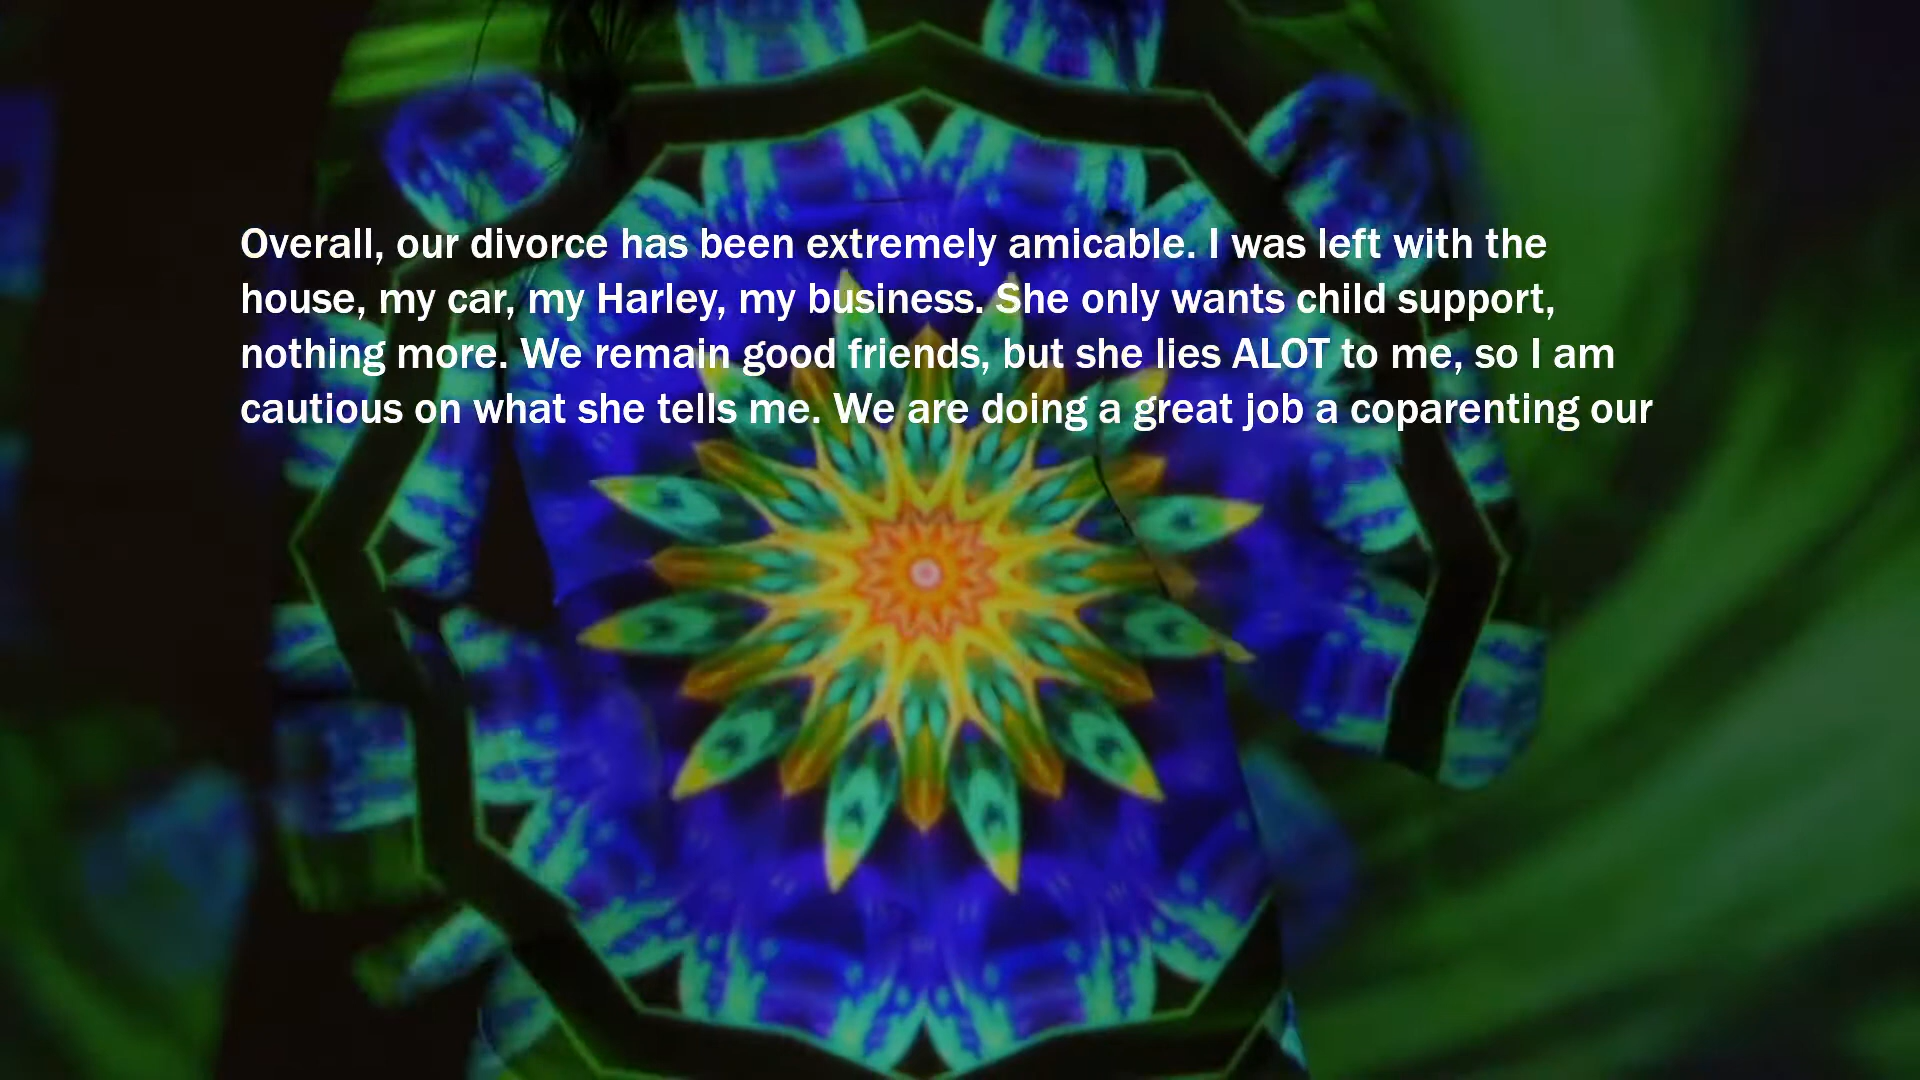 Overall, our divorce has been extremely amicable. I was left with the
house, my car, my Harley, my business. She only wants child support,
nothing more. We remain good friends, but she lies ALOT to me, so I am
cautious on what she tells me. We are doing a great job a coparenting our